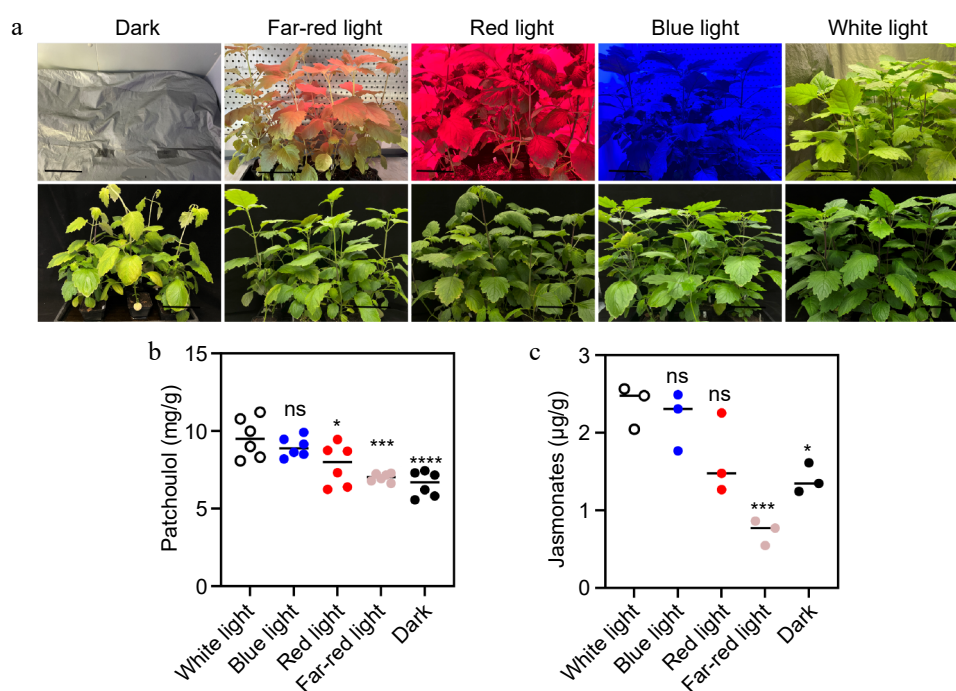 a
Dark
Far-red light
Red light
Blue light
White light
b
Patchoulol (mg/g)
15
10
5
0
ns
*
***
****
White light
Blue light
Red light
Far-red light
Dark
c
Jasmonates (μg/g)
3
2
1
0
ns
ns
***
*
White light
Blue light
Red light
Far-red light
Dark